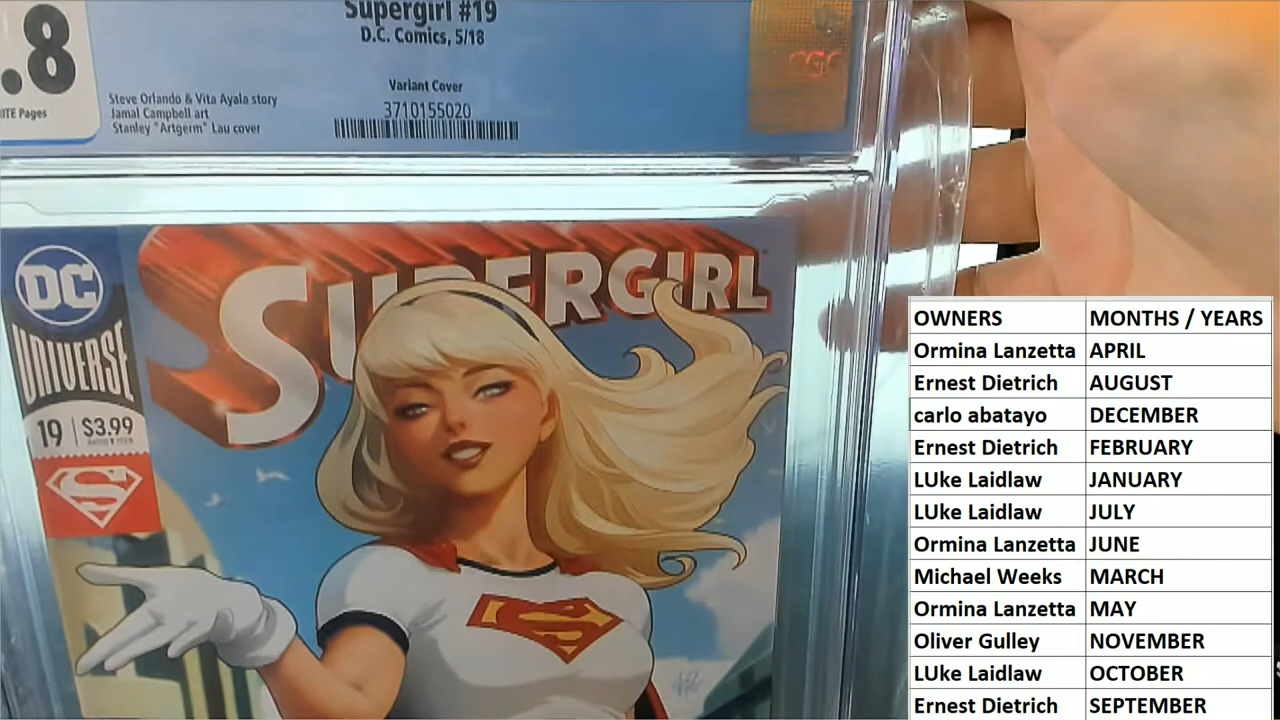 .8
ITE Pages
Supergirl #19
D.C. Comics, 5/18
Variant Cover
3710155020
Steve Orlando & Vita Ayala story
Jamal Campbell art
Stanley "Artgerm" Lau cover
CGC
SUPERGIRL
DC
UNIVERSE
19 $3.99
S
S
OWNERS MONTHS / YEARS
Ormina Lanzetta APRIL
Ernest Dietrich AUGUST
carlo abatayo DECEMBER
Ernest Dietrich FEBRUARY
LUke Laidlaw JANUARY
LUke Laidlaw JULY
Ormina Lanzetta JUNE
Michael Weeks MARCH
Ormina Lanzetta MAY
Oliver Gulley NOVEMBER
LUke Laidlaw OCTOBER
Ernest Dietrich SEPTEMBER